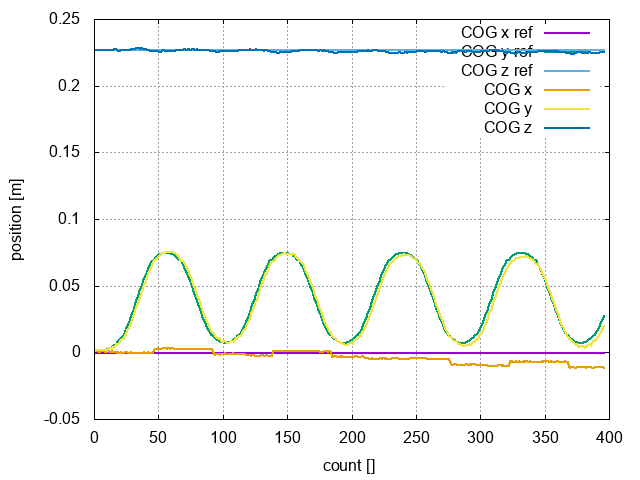 0.25
0.2
0.15
0.1
0.05
0
-0.05
position [m]
COG x ref
COG y ref
COG z ref
COG x
COG y
COG z
0 50 100 150 200 250 300 350 400
count []